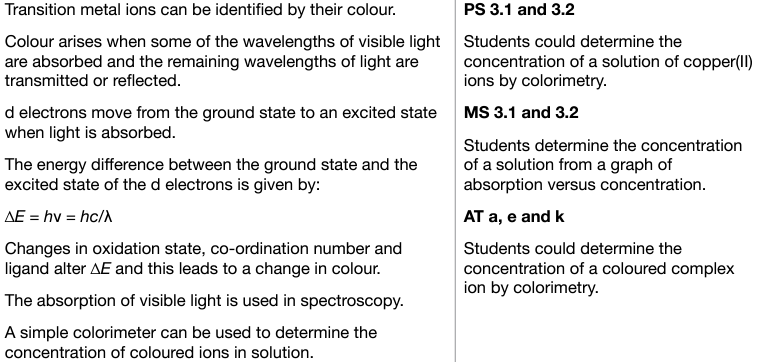 Transition metal ions can be identified by their colour.
Colour arises when some of the wavelengths of visible light
are absorbed and the remaining wavelengths of light are
transmitted or reflected.
d electrons move from the ground state to an excited state
when light is absorbed.
The energy difference between the ground state and the
excited state of the d electrons is given by:
∆E = hν = hc/λ
Changes in oxidation state, co-ordination number and
ligand alter ∆E and this leads to a change in colour.
The absorption of visible light is used in spectroscopy.
A simple colorimeter can be used to determine the
concentration of coloured ions in solution.
PS 3.1 and 3.2
Students could determine the
concentration of a solution of copper(II)
ions by colorimetry.
MS 3.1 and 3.2
Students determine the concentration
of a solution from a graph of
absorption versus concentration.
AT a, e and k
Students could determine the
concentration of a coloured complex
ion by colorimetry.